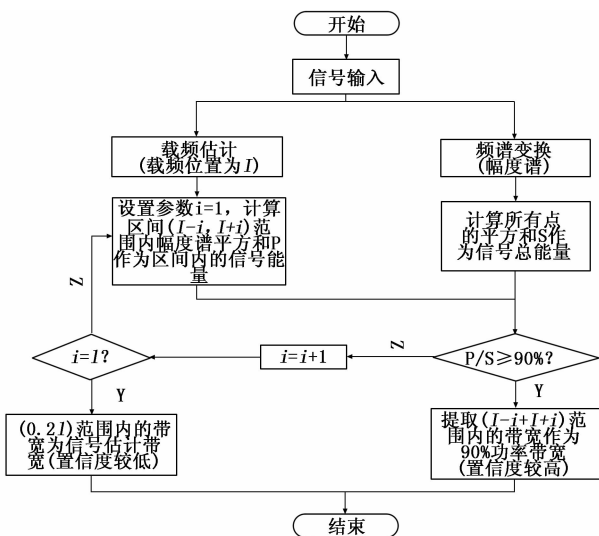 开始
信号输入
载频估计
(载频位置为I)
频谱变换
(幅度谱)
设置参数i=1, 计算
区间(I-i, I+i)范
围内幅度谱平方和P
作为区间内的信号能
量
计算所有点
的平方和S作
为信号总能量
Z
i=I?
i=i+1
Z
P/S≥90%?
Y
Y
(0.2I)范围内的带
宽为信号估计带
宽(置信度较低)
提取(I-i+I+i)范
围内的带宽作为
90%功率带宽
(置信度较高)
结束